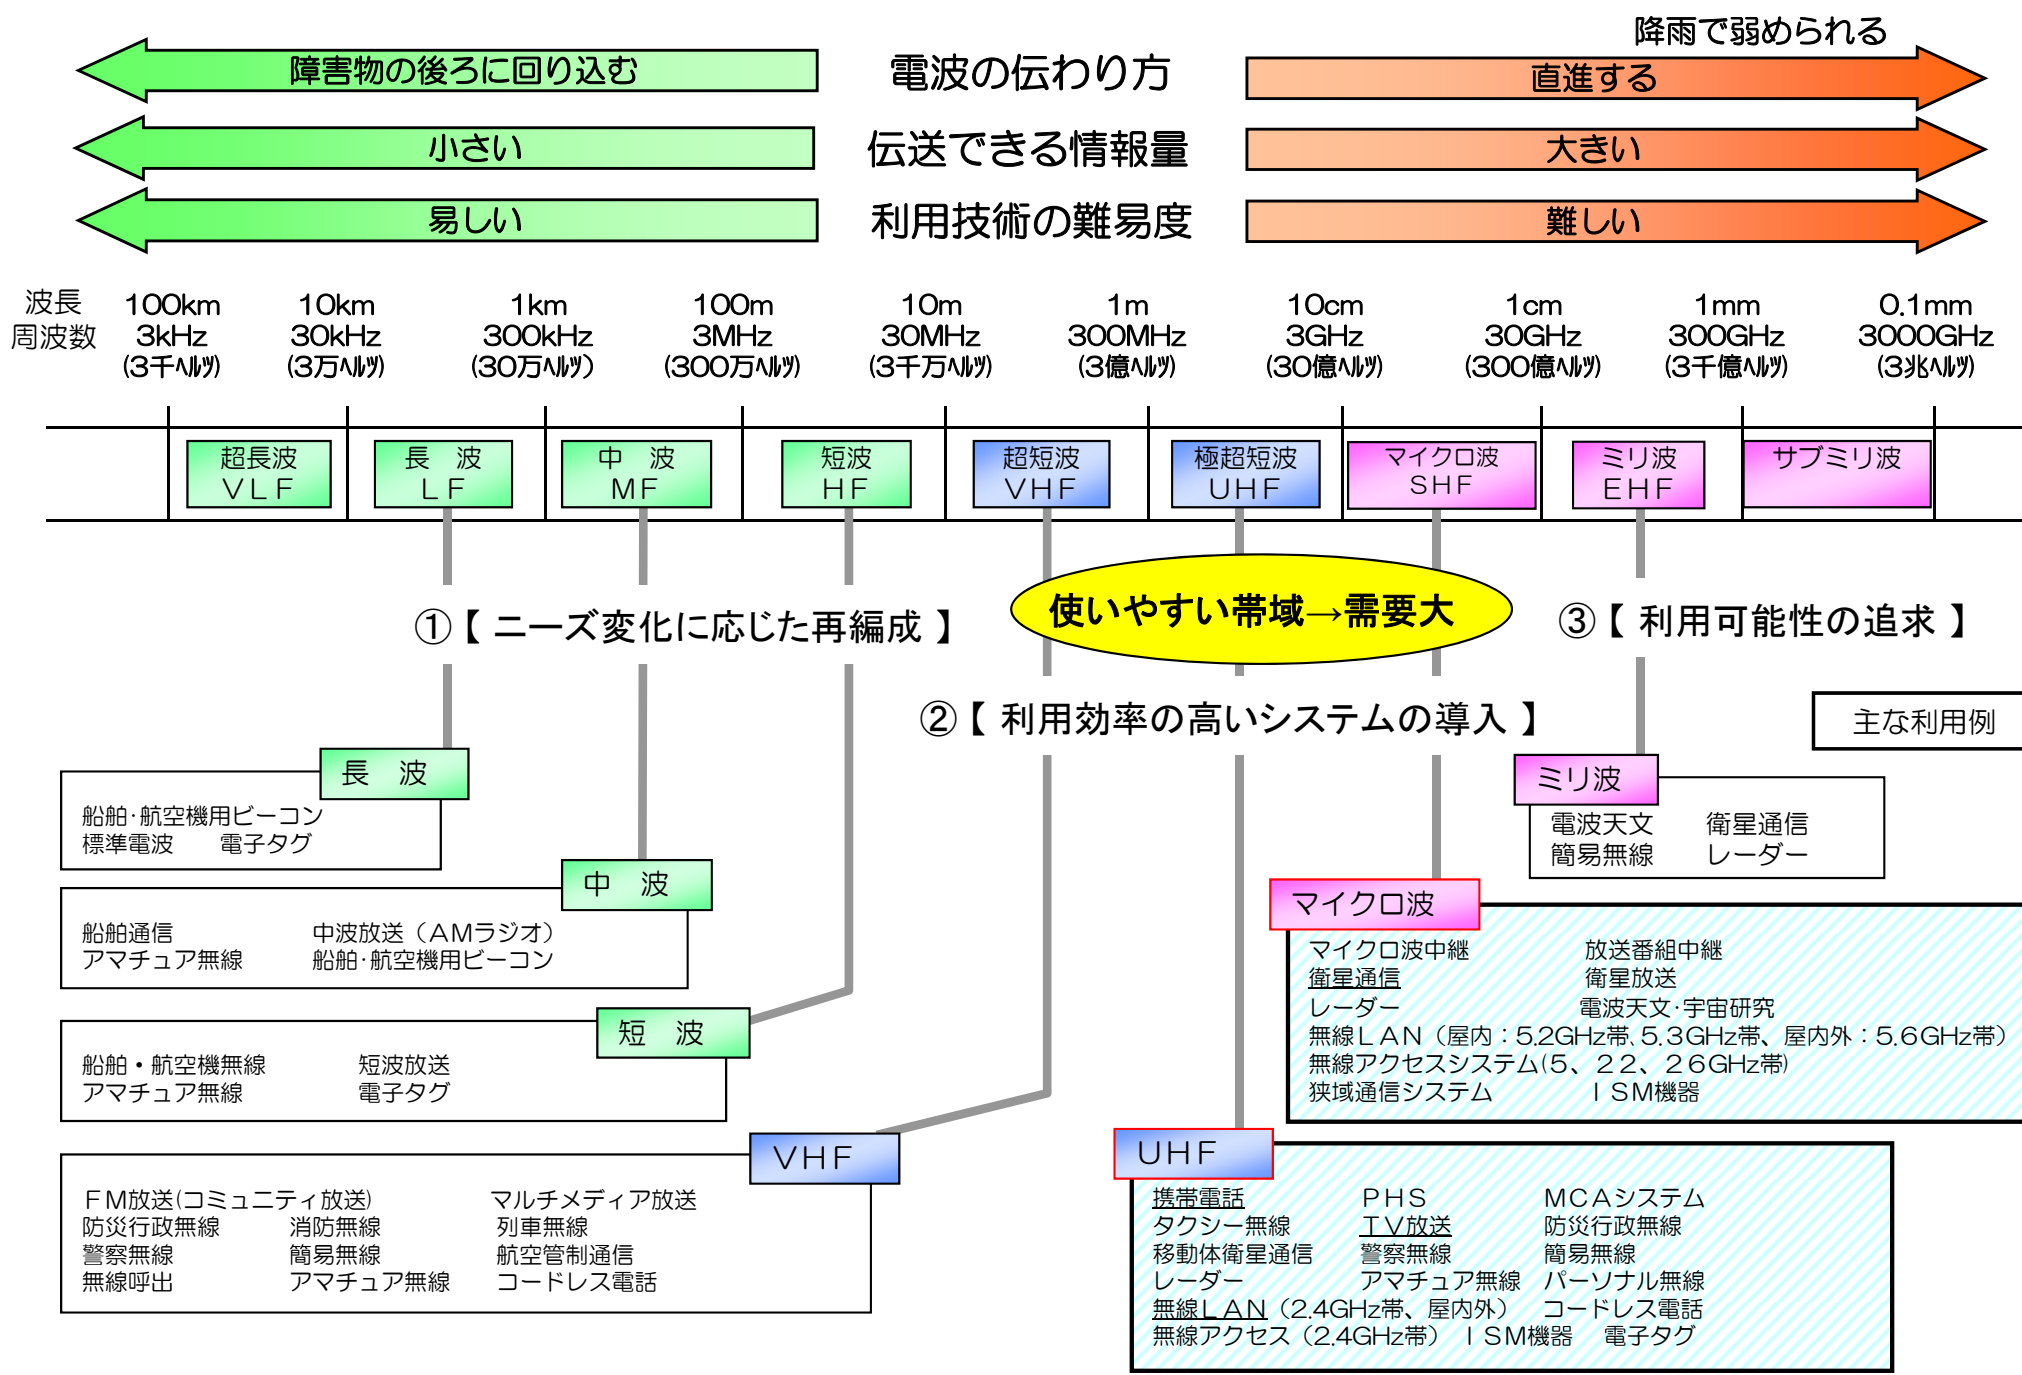 降雨で弱められる
障害物の後ろに回り込む 電波の伝わり方 直進する
小さい 伝送できる情報量 大きい
易しい 利用技術の難易度 難しい
波長 100km 10km 1km 100m 10m 1m 10cm 1cm 1mm 0.1mm
周波数 3kHz 30kHz 300kHz 3MHz 30MHz 300MHz 3GHz 30GHz 300GHz 3000GHz
(3千ﾍﾙﾂ) (3万ﾍﾙﾂ) (30万ﾍﾙﾂ) (300万ﾍﾙﾂ) (3千万ﾍﾙﾂ) (3億ﾍﾙﾂ) (30億ﾍﾙﾂ) (300億ﾍﾙﾂ) (3千億ﾍﾙﾂ) (3兆ﾍﾙﾂ)
超長波 長　波 中　波 短波 超短波 極超短波 マイクロ波 ミリ波 サブミリ波
ＶＬＦ ＬＦ ＭＦ ＨＦ ＶＨＦ ＵＨＦ ＳＨＦ ＥＨＦ
使いやすい帯域→需要大
①【 ニーズ変化に応じた再編成 】
③【 利用可能性の追求 】
②【 利用効率の高いシステムの導入 】
主な利用例
長　波
船舶･航空機用ビーコン
標準電波 電子タグ
中　波
船舶通信 中波放送（ＡＭラジオ）
アマチュア無線 船舶･航空機用ビーコン
短　波
船舶・航空機無線 短波放送
アマチュア無線 電子タグ
ＶＨＦ
ＦＭ放送(コミュニティ放送) マルチメディア放送
防災行政無線 消防無線 列車無線
警察無線 簡易無線 航空管制通信
無線呼出 アマチュア無線 コードレス電話
ミリ波
電波天文 衛星通信
簡易無線 レーダー
マイクロ波
マイクロ波中継 放送番組中継
衛星通信 衛星放送
レーダー 電波天文･宇宙研究
無線ＬＡＮ（屋内：5.2GHz帯､5.3GHz帯、屋内外：5.6GHz帯）
無線アクセスシステム(５、２２、２６GHz帯)
狭域通信システム ＩＳＭ機器
ＵＨＦ
携帯電話 ＰＨＳ ＭＣＡシステム
タクシー無線 ＴＶ放送 防災行政無線
移動体衛星通信 警察無線 簡易無線
レーダー アマチュア無線 パーソナル無線
無線ＬＡＮ（2.4GHz帯、屋内外） コードレス電話
無線アクセス（2.4GHz帯） ＩＳＭ機器 電子タグ